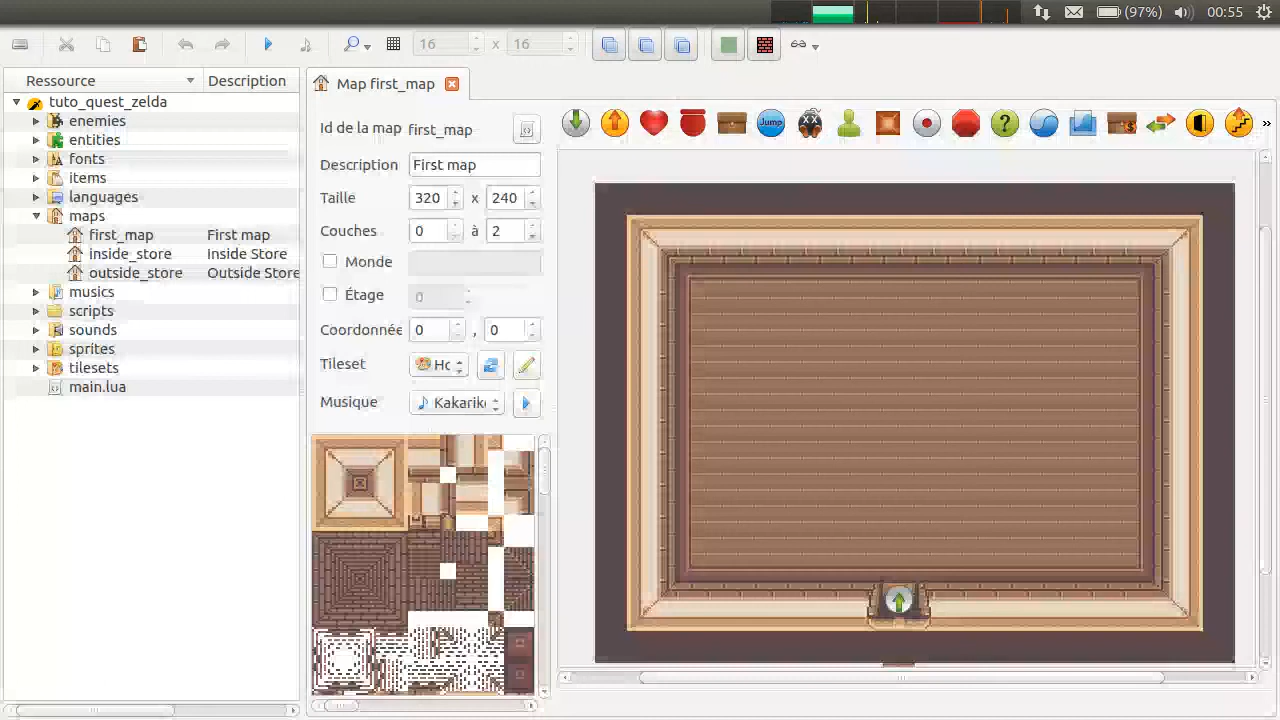 (97%) 00:55
16 x 16
Ressource Description
tuto_quest_zelda
enemies
entities
fonts
items
languages
maps
first_map First map
inside_store Inside Store
outside_store Outside Store
musics
scripts
sounds
sprites
tilesets
main.lua
Map first_map
Id de la map first_map
Description First map
Taille 320 x 240
Couches 0 à 2
Monde
Étage 0
Coordonnée 0 , 0
Tileset Ho
Musique Kakarik
Jump
XX
?
$
»